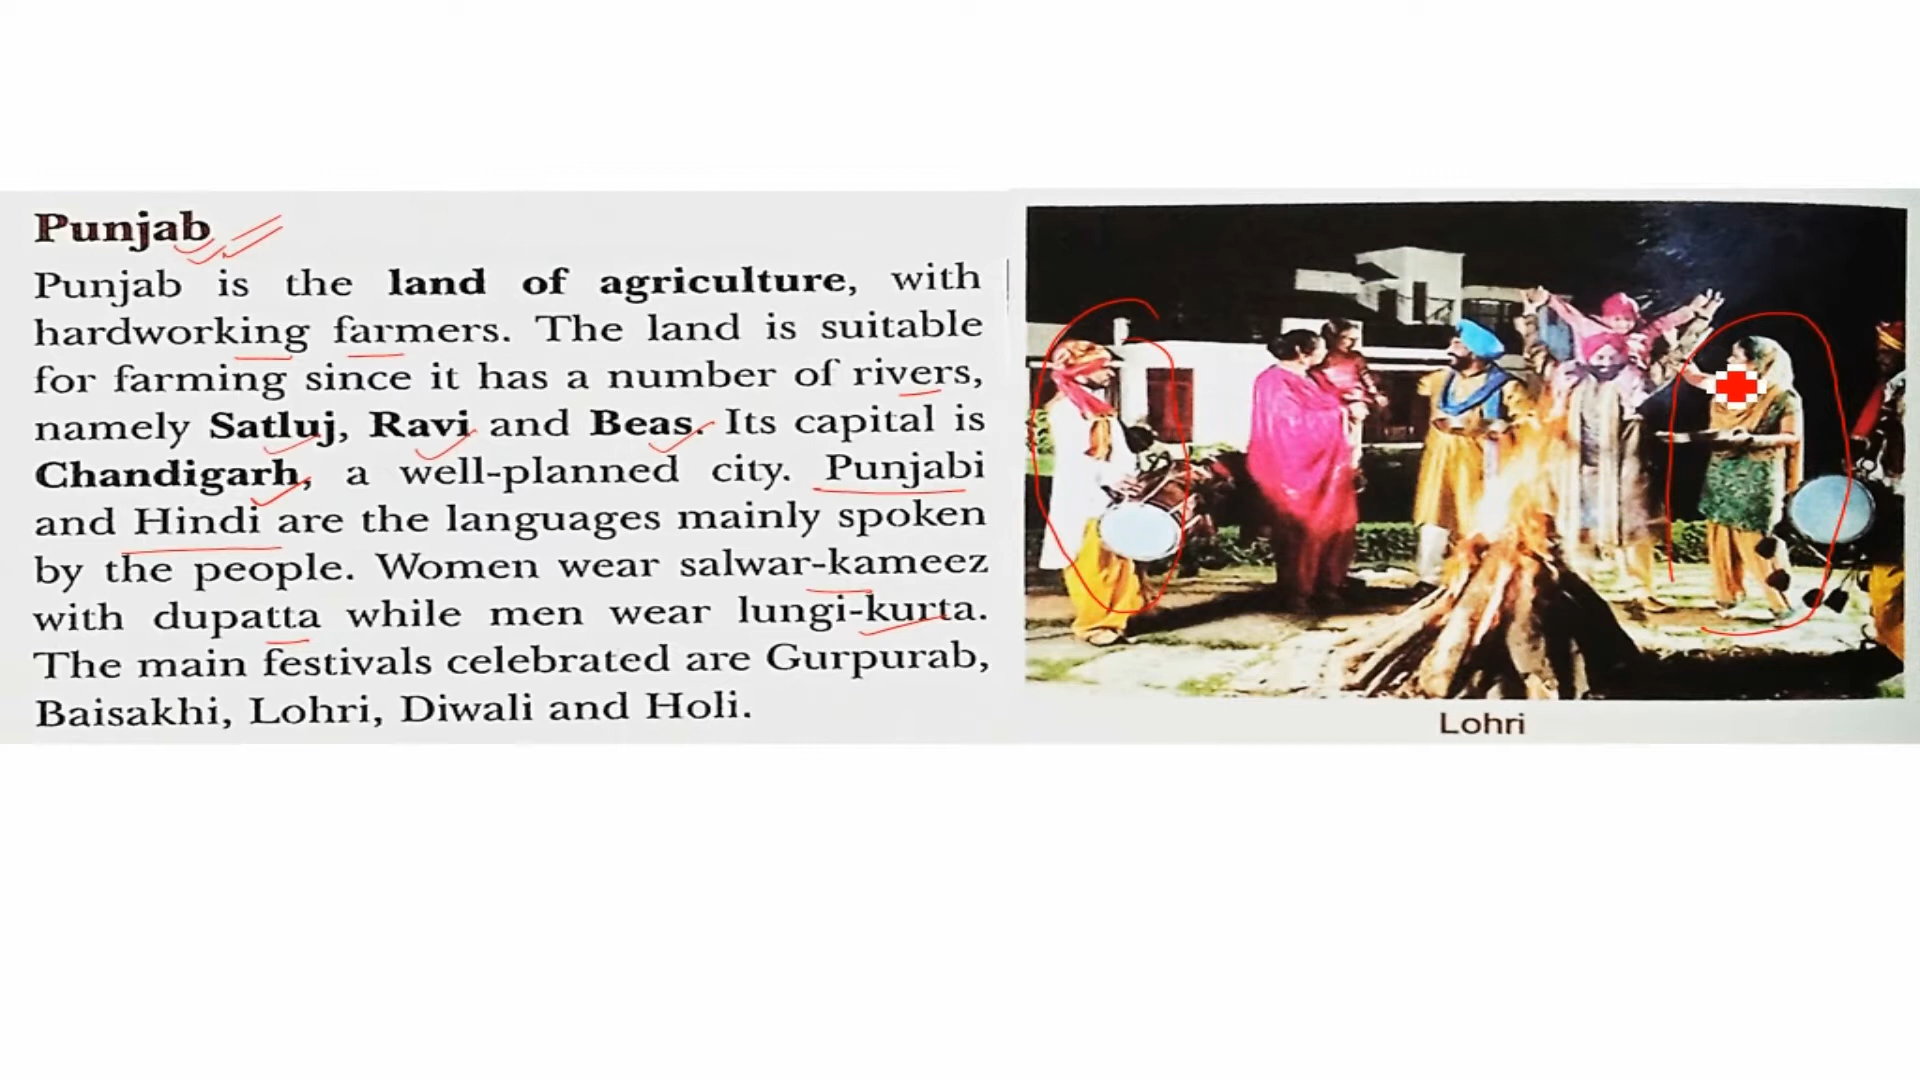 Punjab
Punjab is the land of agriculture, with
hardworking farmers. The land is suitable
for farming since it has a number of rivers,
namely Satluj, Ravi and Beas. Its capital is
Chandigarh, a well-planned city. Punjabi
and Hindi are the languages mainly spoken
by the people. Women wear salwar-kameez
with dupatta while men wear lungi-kurta.
The main festivals celebrated are Gurpurab,
Baisakhi, Lohri, Diwali and Holi.
Lohri